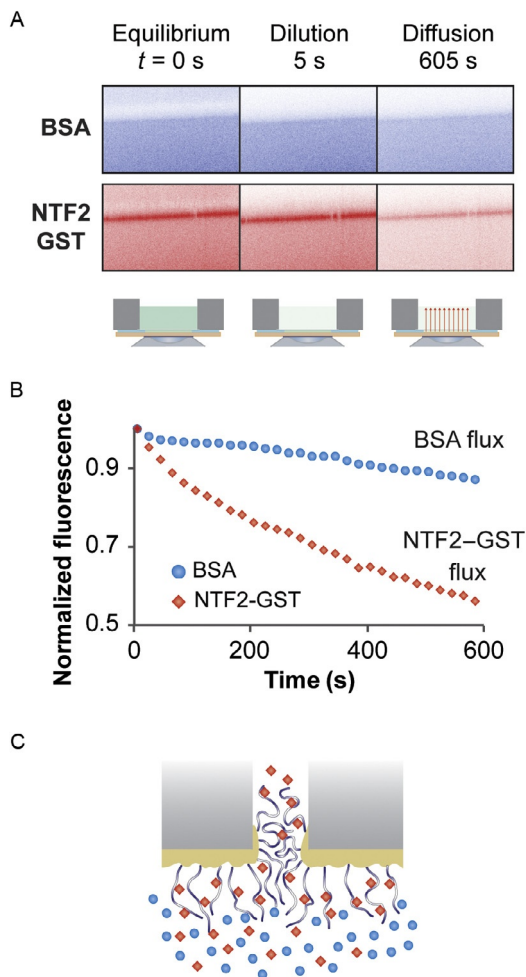 A
Equilibrium Dilution Diffusion
t = 0 s 5 s 605 s
BSA
NTF2
GST
B
Normalized fluorescence
0.9
0.7
0.5
BSA flux
NTF2–GST
flux
BSA
NTF2-GST
0 200 400 600
Time (s)
C